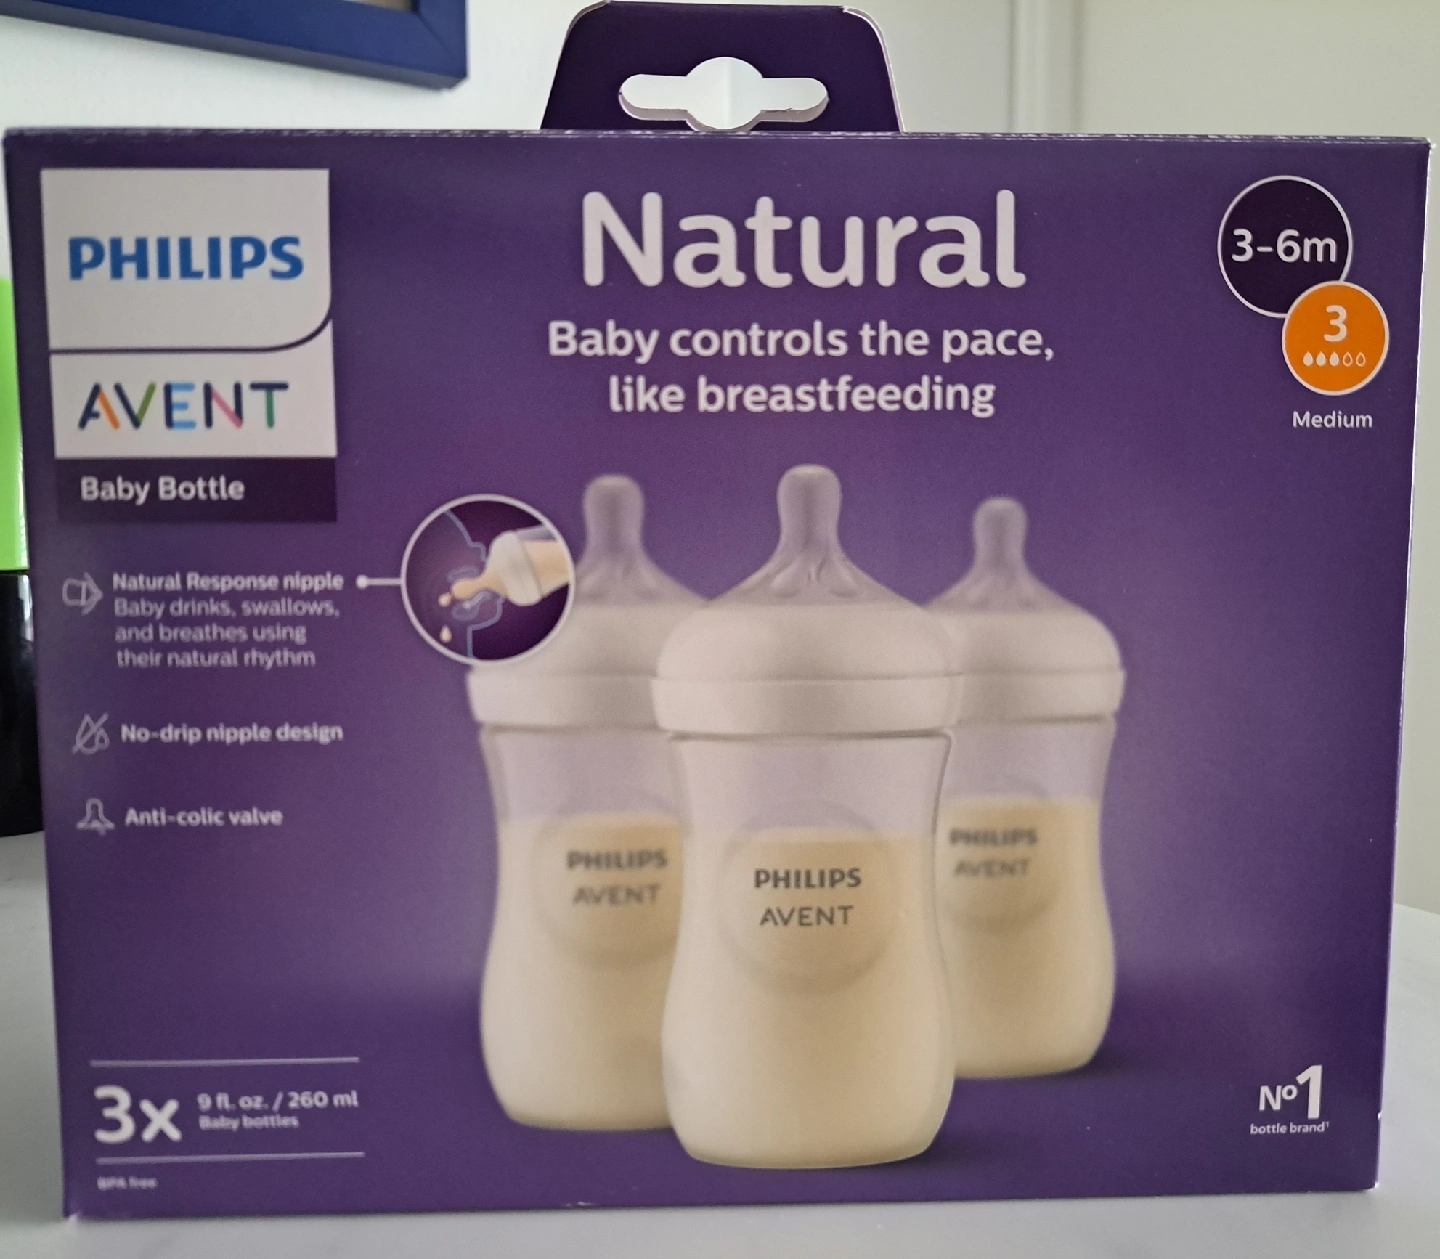 PHILIPS
AVENT
Baby Bottle
Natural
Baby controls the pace,
like breastfeeding
3-6m
3
Medium
Natural Response nipple
Baby drinks, swallows,
and breathes using
their natural rhythm
No-drip nipple design
Anti-colic valve
PHILIPS
AVENT
PHILIPS
AVENT
PHILIPS
AVENT
3x
9 fl. oz. / 260 ml
Baby bottles
BPA free
Nº1
bottle brand¹